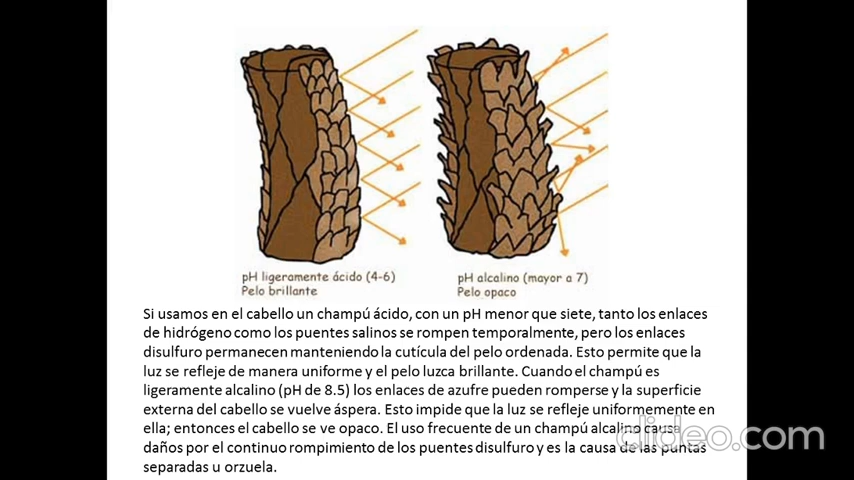 pH ligeramente ácido (4-6)
Pelo brillante
pH alcalino (mayor a 7)
Pelo opaco
Si usamos en el cabello un champú ácido, con un pH menor que siete, tanto los enlaces
de hidrógeno como los puentes salinos se rompen temporalmente, pero los enlaces
disulfuro permanecen manteniendo la cutícula del pelo ordenada. Esto permite que la
luz se refleje de manera uniforme y el pelo luzca brillante. Cuando el champú es
ligeramente alcalino (pH de 8.5) los enlaces de azufre pueden romperse y la superficie
externa del cabello se vuelve áspera. Esto impide que la luz se refleje uniformemente en
ella; entonces el cabello se ve opaco. El uso frecuente de un champú alcalino causa
daños por el continuo rompimiento de los puentes disulfuro y es la causa de las puntas
separadas u orzuela.
clideo.com